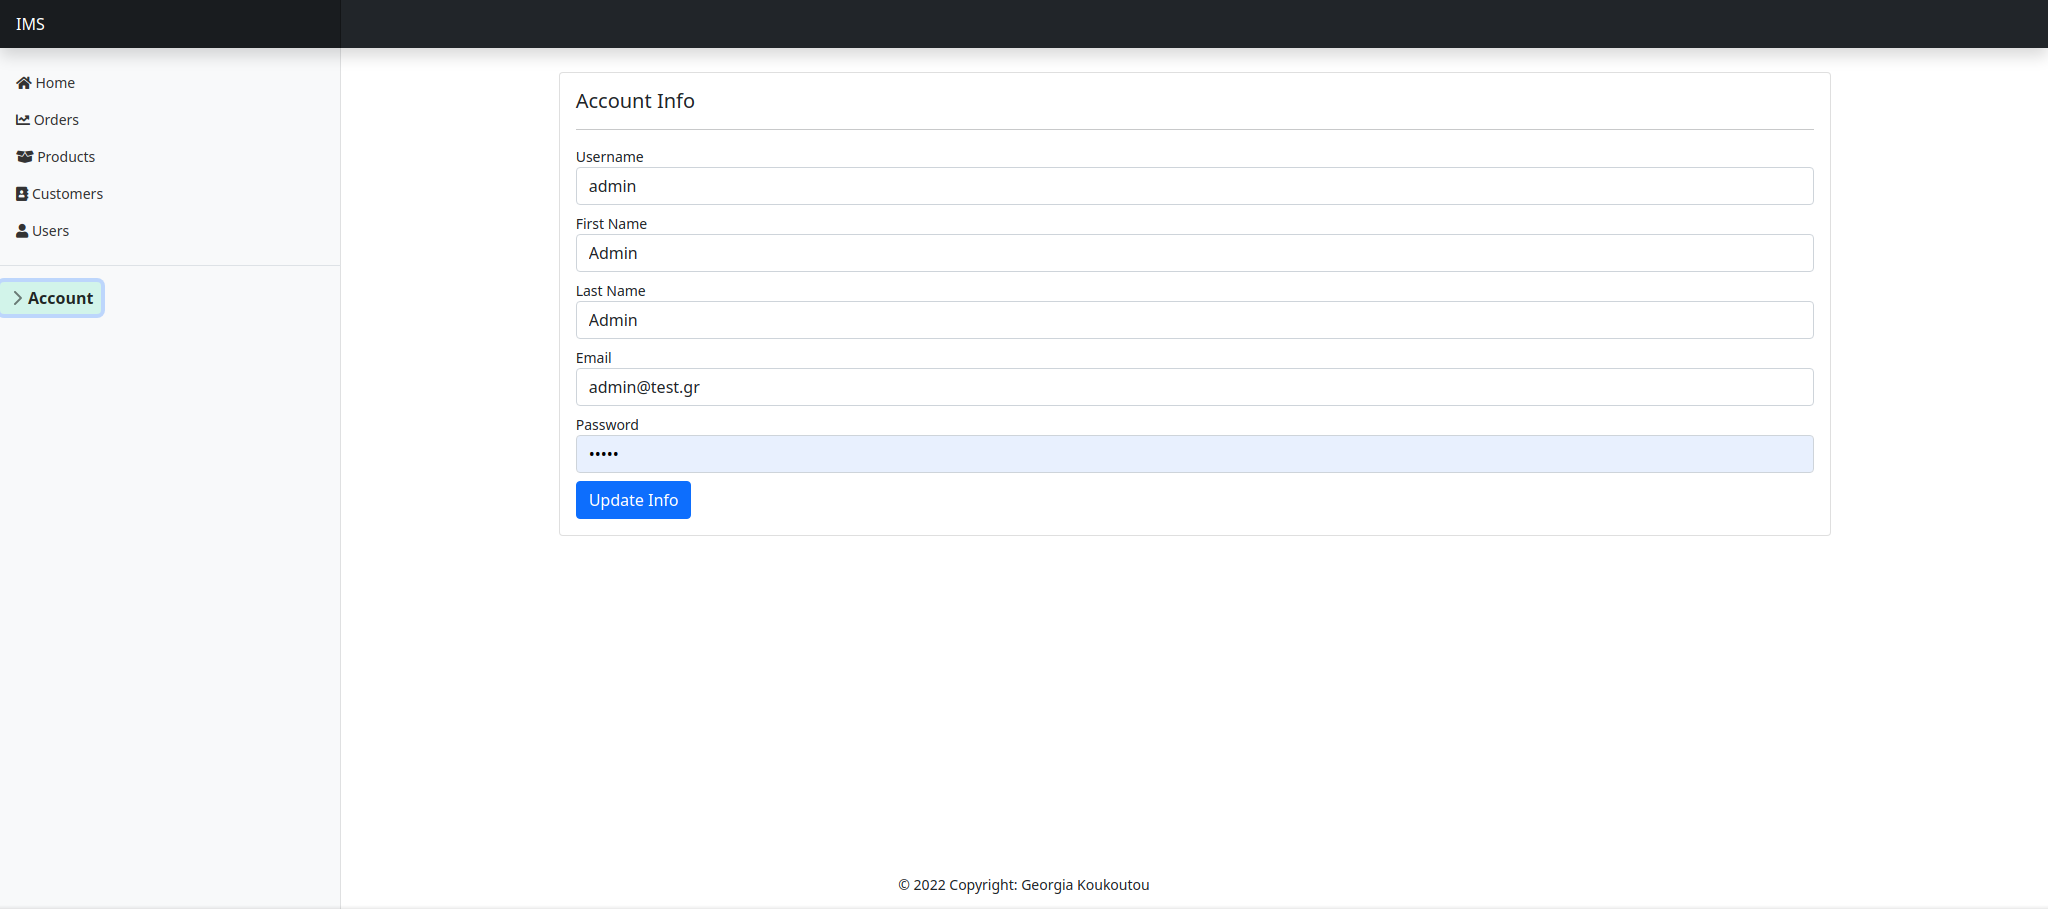 IMS
Home
Orders
Products
Customers
Users
Account
Account Info
Username
admin
First Name
Admin
Last Name
Admin
Email
admin@test.gr
Password
•••••
Update Info
© 2022 Copyright: Georgia Koukoutou